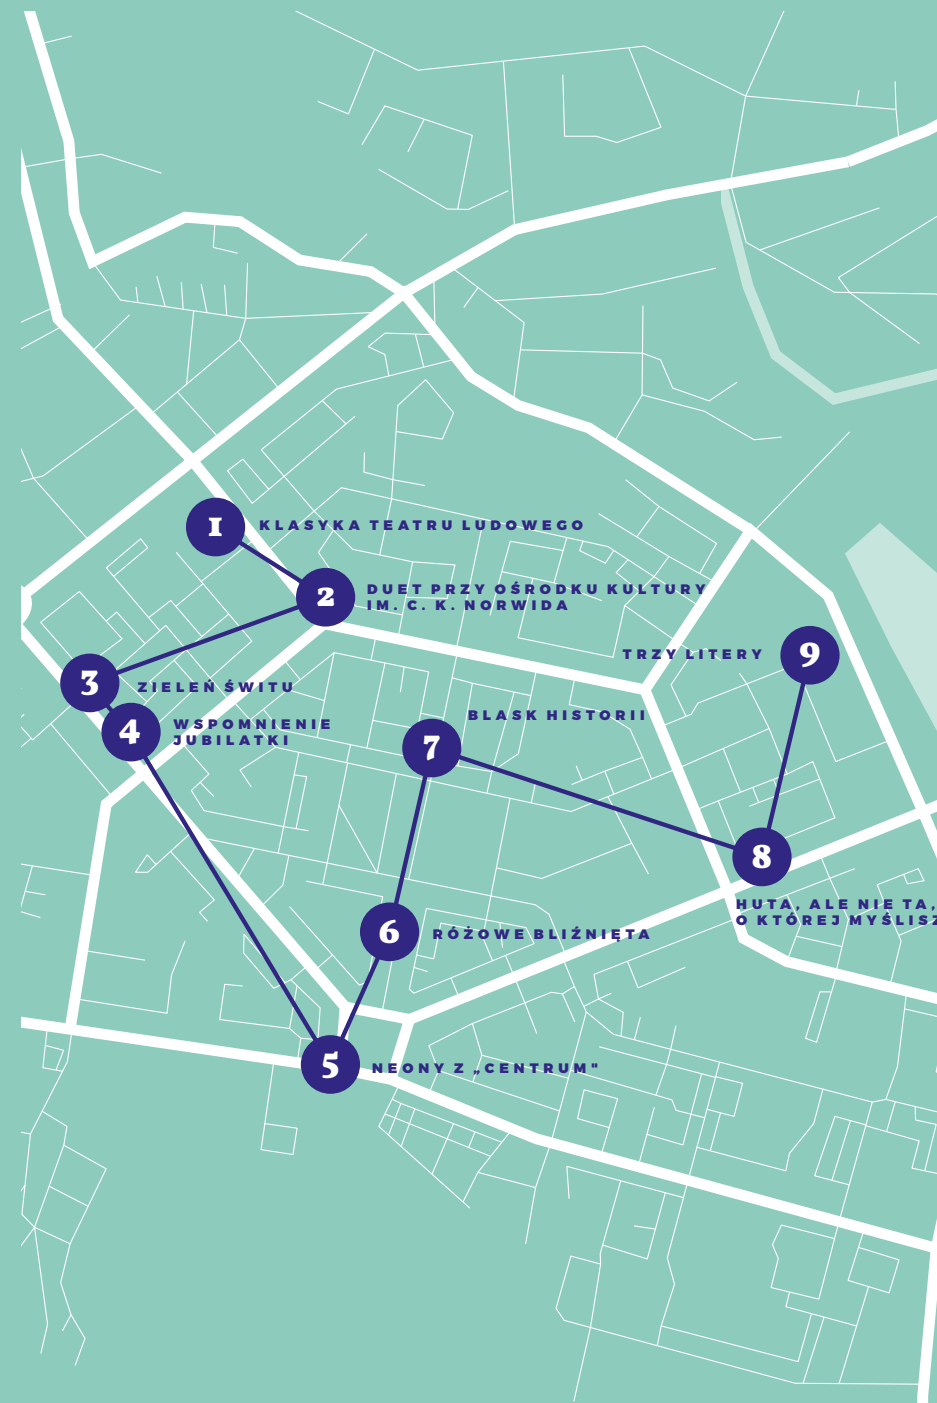 1
KLASYKA TEATRU LUDOWEGO
2
DUET PRZY OŚRODKU KULTURY
IM. C. K. NORWIDA
TRZY LITERY
9
3
ZIELEŃ ŚWITU
4
WSPOMNIENIE
JUBILATKI
BLASK HISTORII
7
8
HUTA, ALE NIE TA,
O KTÓREJ MYŚLISZ
6
RÓŻOWE BLIŹNIĘTA
5
NEONY Z „CENTRUM"